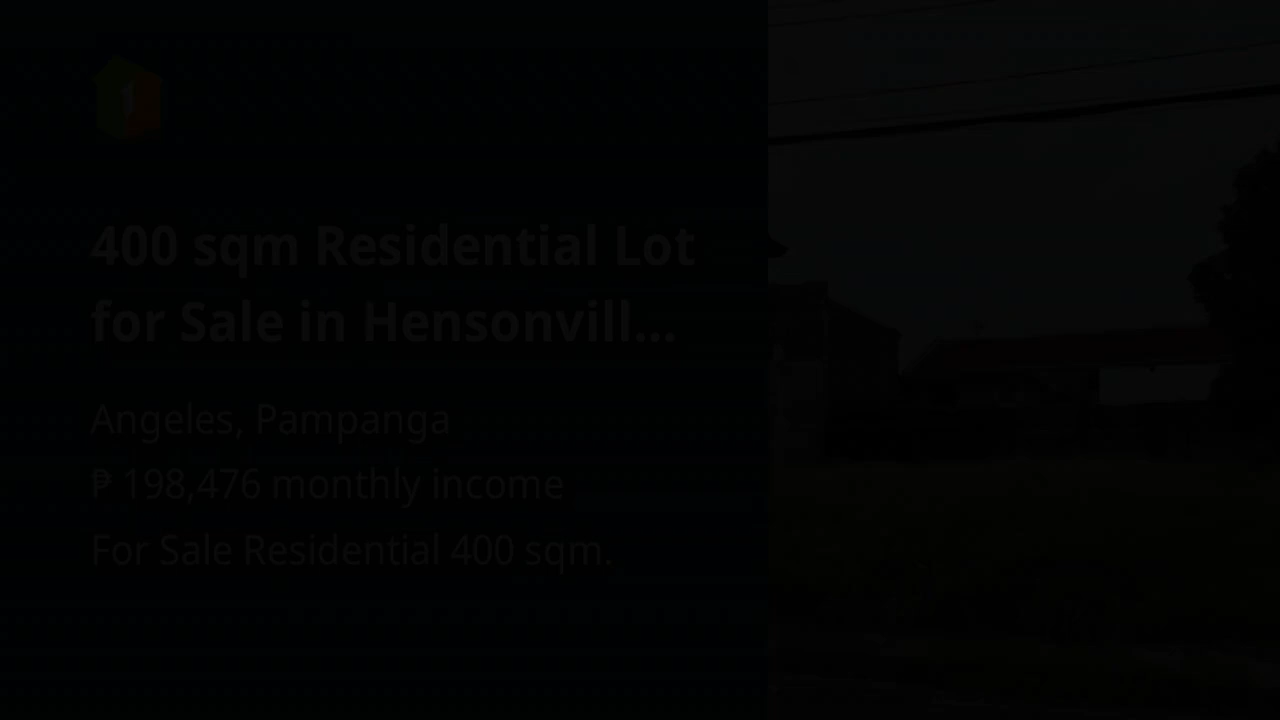 400 sqm Residential Lot
for Sale in Hensonvill...
Angeles, Pampanga
₱ 198,476 monthly income
For Sale Residential 400 sqm.